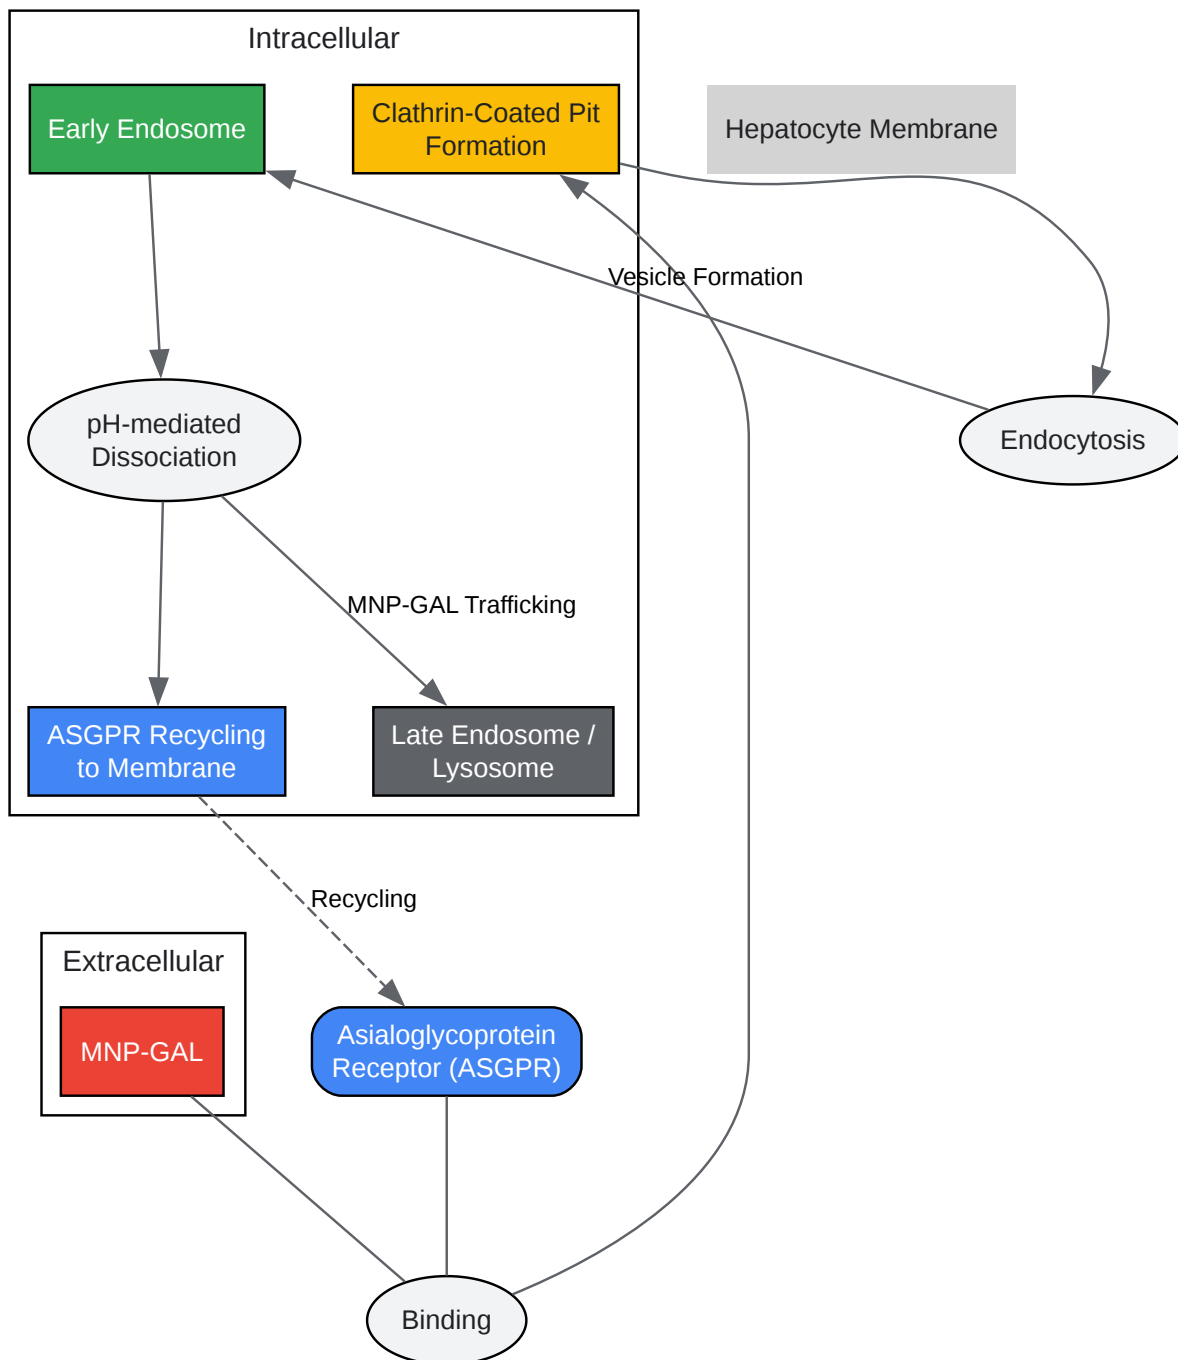 Intracellular
Early Endosome
Clathrin-Coated Pit
Formation
Hepatocyte Membrane
Vesicle Formation
pH-mediated
Dissociation
Endocytosis
MNP-GAL Trafficking
ASGPR Recycling
to Membrane
Late Endosome /
Lysosome
Recycling
Extracellular
MNP-GAL
Asialoglycoprotein
Receptor (ASGPR)
Binding